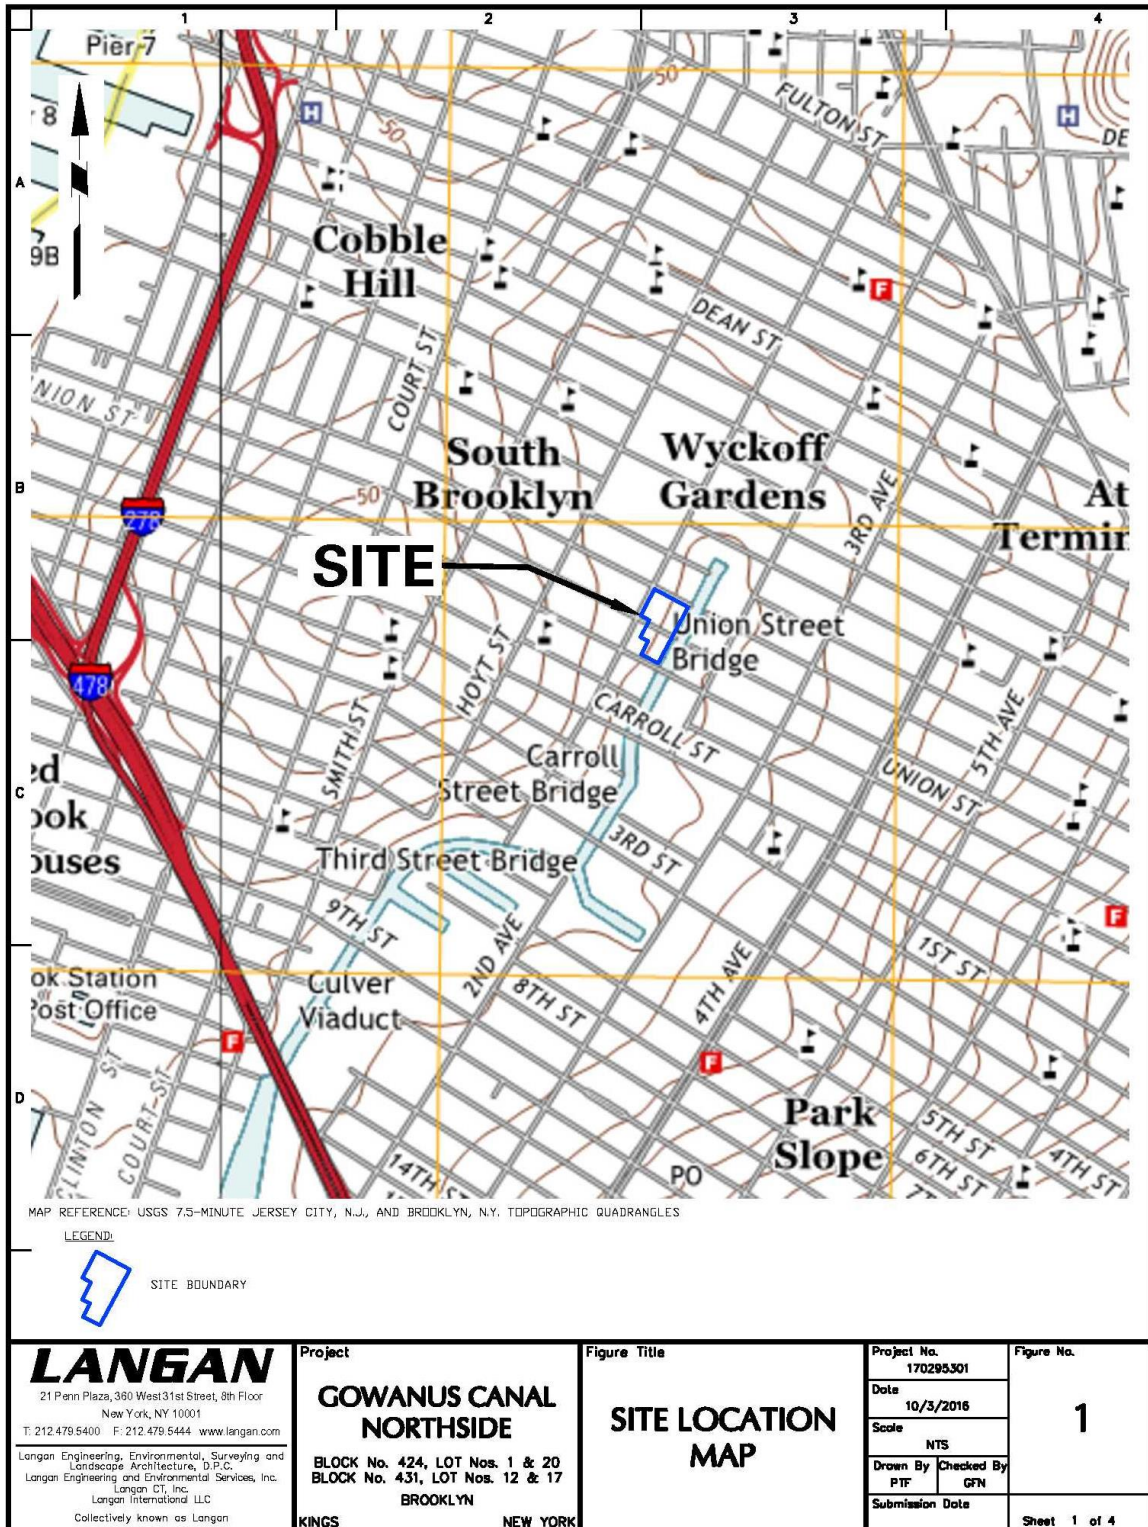 1 2 3 4
A
B
C
D
Pier 7
8
9B
H
50
50
FULTON ST
H
DE
Cobble
Hill
F
DEAN ST
COURT ST
NION ST
South
Brooklyn
Wyckoff
Gardens
50
3RD AVE
At
Termin
278
SITE
Union Street
Bridge
478
HOYT ST
SMITH ST
CARROLL ST
5TH AVE
UNION ST
Carroll
Street Bridge
ed
ook
ouses
3RD ST
Third Street Bridge
9TH ST
2ND AVE
8TH ST
4TH AVE
1ST ST
F
ok Station
Post Office
Culver
Viaduct
F
F
CLINTON ST
COURT ST
14TH ST
Park
Slope
PO
5TH ST
6TH ST
4TH ST
MAP REFERENCE: USGS 7.5-MINUTE JERSEY CITY, N.J., AND BROOKLYN, N.Y. TOPOGRAPHIC QUADRANGLES
LEGEND:
SITE BOUNDARY
LANGAN
21 Penn Plaza, 360 West 31st Street, 8th Floor
New York, NY 10001
T: 212.479.5400 F: 212.479.5444 www.langan.com
Langan Engineering, Environmental, Surveying and
Landscape Architecture, D.P.C.
Langan Engineering and Environmental Services, Inc.
Langan CT, Inc.
Langan International LLC
Collectively known as Langan
Project
GOWANUS CANAL
NORTHSIDE
BLOCK No. 424, LOT Nos. 1 & 20
BLOCK No. 431, LOT Nos. 12 & 17
BROOKLYN
KINGS NEW YORK
Figure Title
SITE LOCATION
MAP
Project No.
170295301
Date
10/3/2016
Scale
NTS
Drawn By Checked By
PTF GFN
Submission Date
Figure No.
1
Sheet 1 of 4